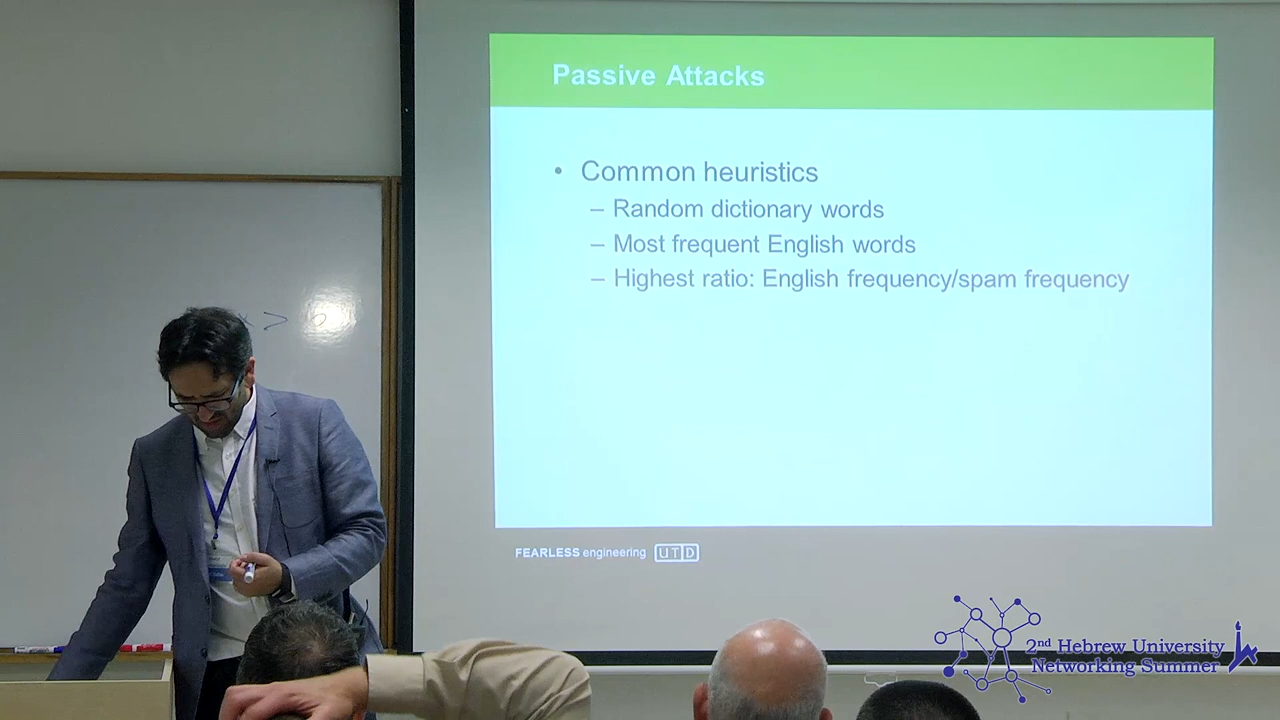 Passive Attacks
• Common heuristics
– Random dictionary words
– Most frequent English words
– Highest ratio: English frequency/spam frequency
FEARLESS engineering UTD
x > b
2nd Hebrew University
Networking Summer